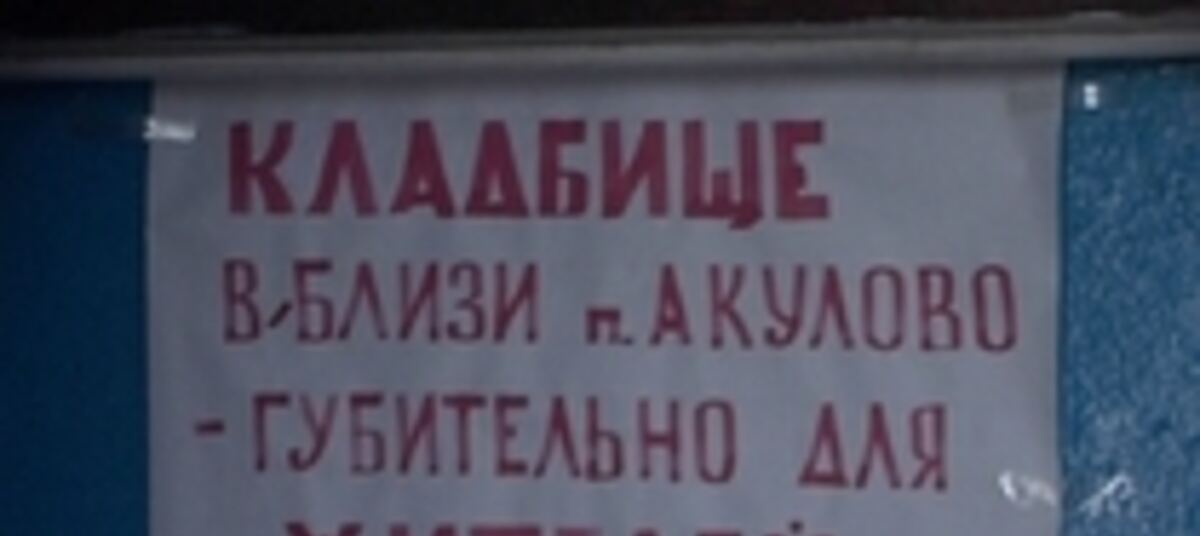 КЛАДБИЩЕ
В-БЛИЗИ п. АКУЛОВО
- ГУБИТЕЛЬНО ДЛЯ